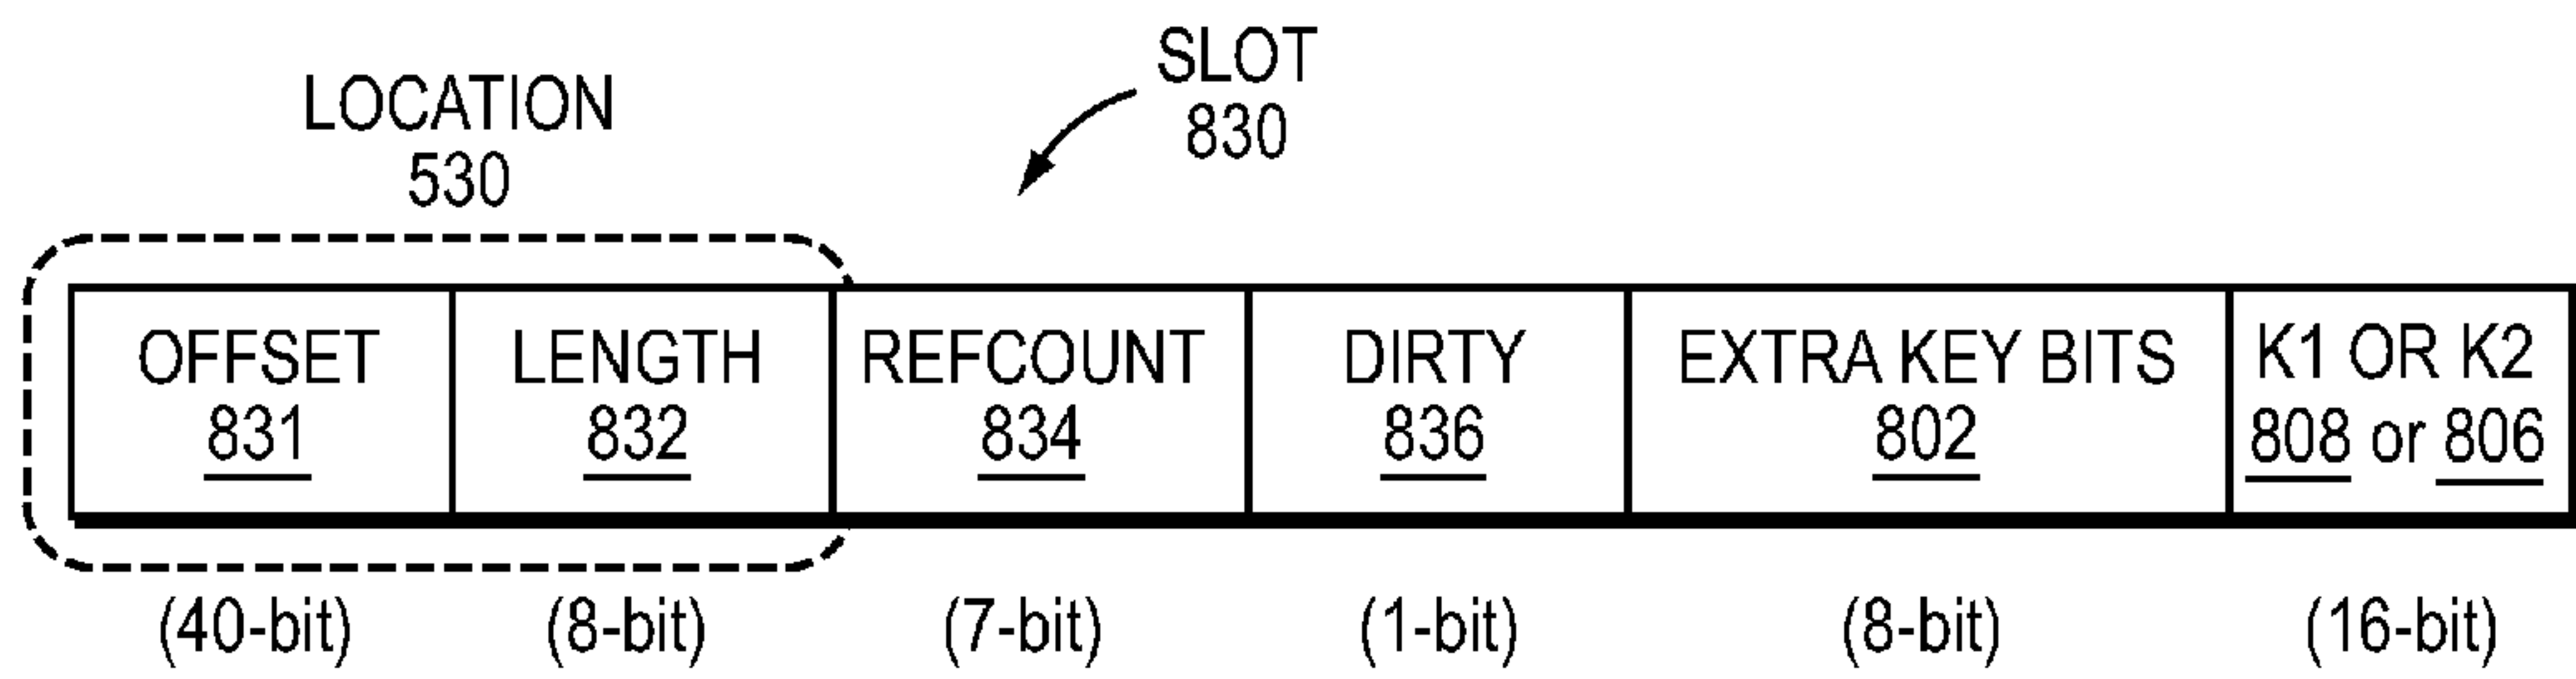 SLOT
830
LOCATION
530
OFFSET
831
LENGTH
832
REFCOUNT
834
DIRTY
836
EXTRA KEY BITS
802
K1 OR K2
808 or 806
(40-bit)
(8-bit)
(7-bit)
(1-bit)
(8-bit)
(16-bit)